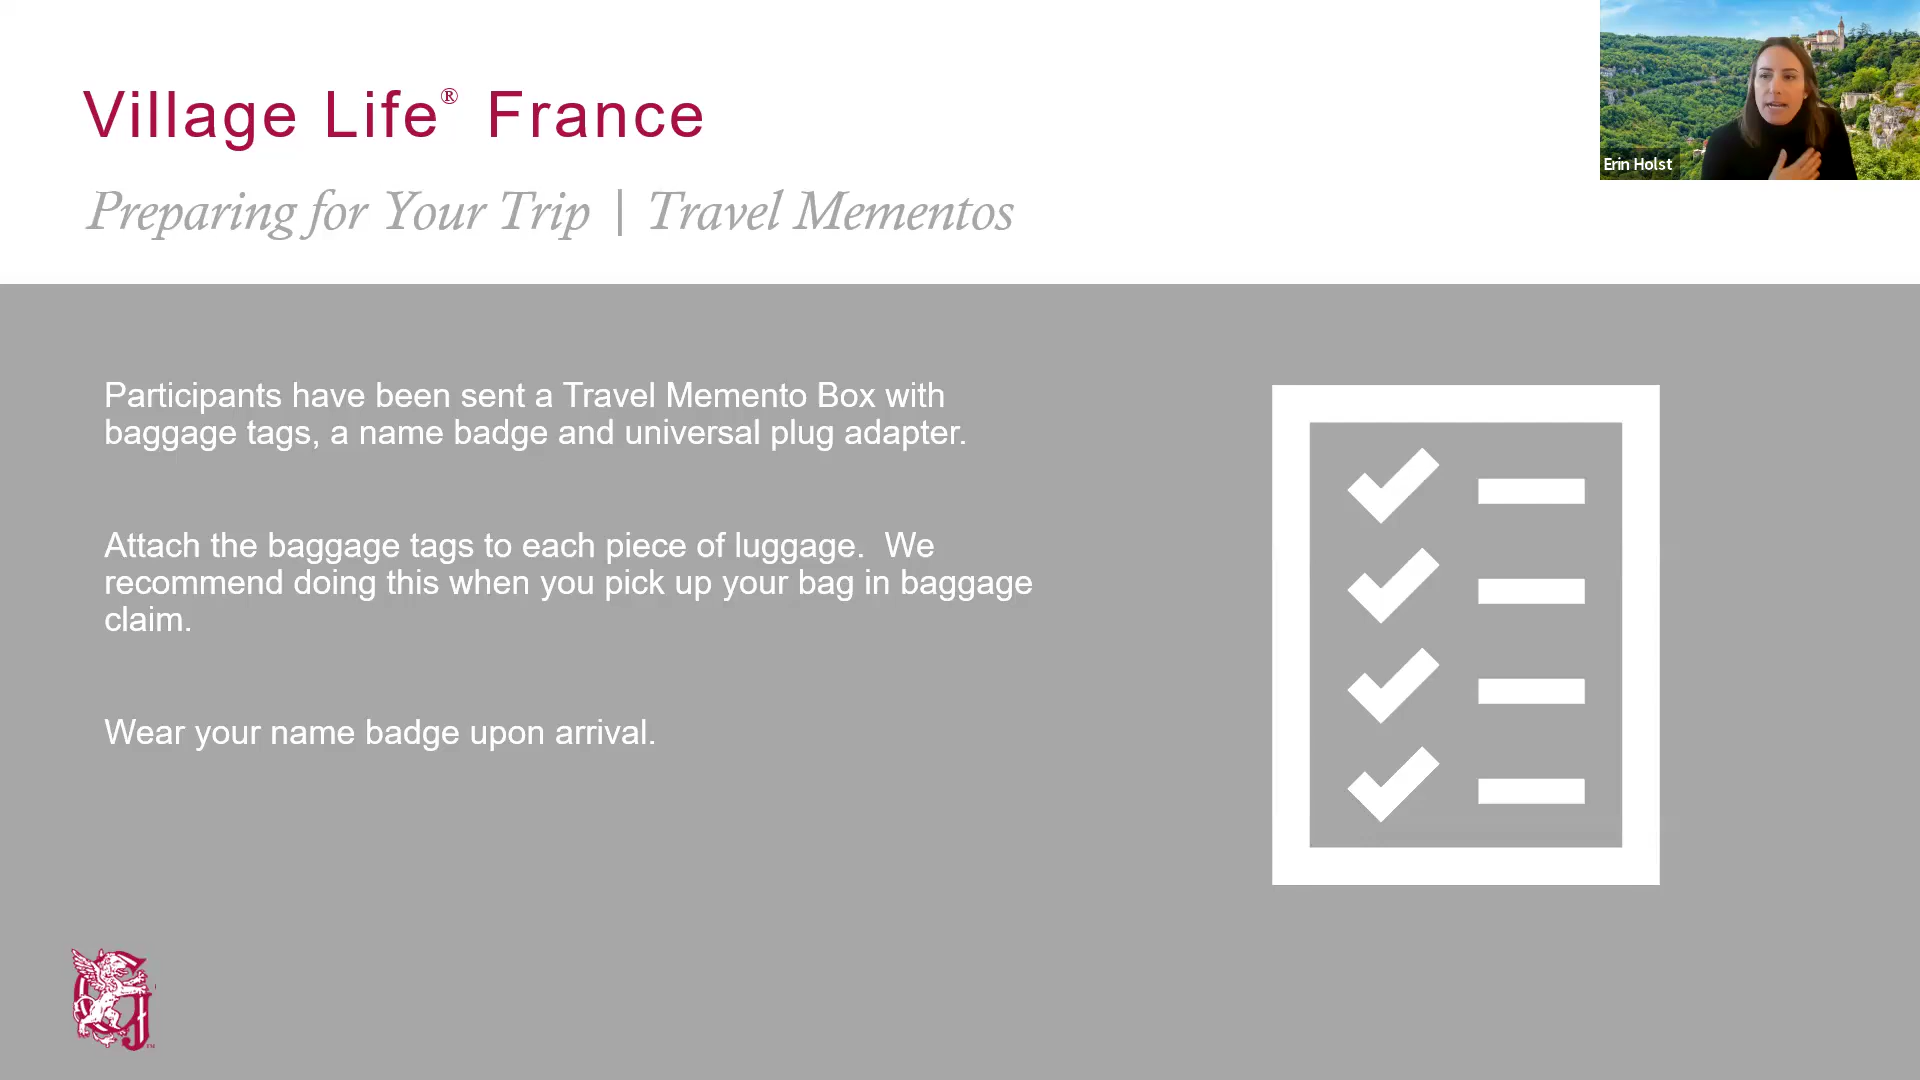 Village Life® France
Preparing for Your Trip | Travel Mementos
Erin Holst
Participants have been sent a Travel Memento Box with
baggage tags, a name badge and universal plug adapter.
Attach the baggage tags to each piece of luggage.  We
recommend doing this when you pick up your bag in baggage
claim.
Wear your name badge upon arrival.